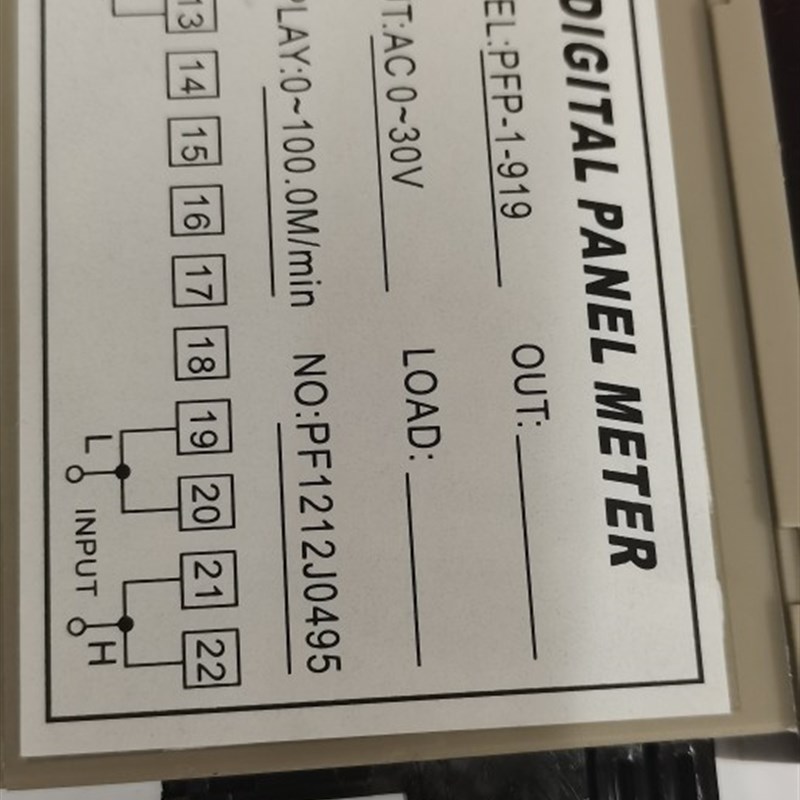 DIGITAL PANEL METER
EL:PFP-1-919 OUT:
T:AC 0~30V LOAD:
PLAY:0~100.0M/min NO:PF1212J0495
13 14 15 16 17 18 19 20 21 22
L INPUT H